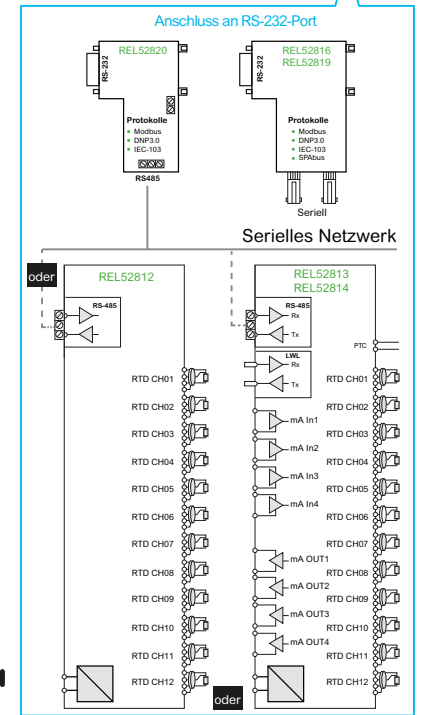 Anschluss an RS-232-Port
REL52820
RS-232
Protokolle
• Modbus
• DNP3.0
• IEC-103
RS485
REL52816
REL52819
RS-232
Protokolle
• Modbus
• DNP3.0
• IEC-103
• SPAbus
Seriell
Serielles Netzwerk
oder
REL52812
RS-485
RTD CH01
RTD CH02
RTD CH03
RTD CH04
RTD CH05
RTD CH06
RTD CH07
RTD CH08
RTD CH09
RTD CH10
RTD CH11
RTD CH12
oder
REL52813
REL52814
RS-485
Rx
Tx
LWL
Rx
Tx
mA In1
mA In2
mA In3
mA In4
mA OUT1
mA OUT2
mA OUT3
mA OUT4
PTC
RTD CH01
RTD CH02
RTD CH03
RTD CH04
RTD CH05
RTD CH06
RTD CH07
RTD CH08
RTD CH09
RTD CH10
RTD CH11
RTD CH12